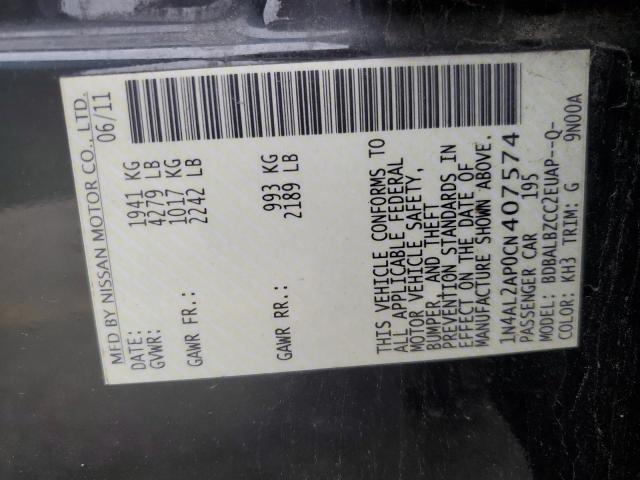 MFD BY NISSAN MOTOR CO., LTD.
DATE: 06/11
GVWR: 1941 KG
4279 LB
GAWR FR.: 1017 KG
2242 LB
GAWR RR.: 993 KG
2189 LB
THIS VEHICLE CONFORMS TO
ALL APPLICABLE FEDERAL
MOTOR VEHICLE SAFETY,
BUMPER, AND THEFT
PREVENTION STANDARDS IN
EFFECT ON THE DATE OF
MANUFACTURE SHOWN ABOVE.
1N4AL2AP0CN407574
PASSENGER CAR 195
MODEL: BDBALBZCC2EUAP--Q-
COLOR: KH3 TRIM: G 9N00A